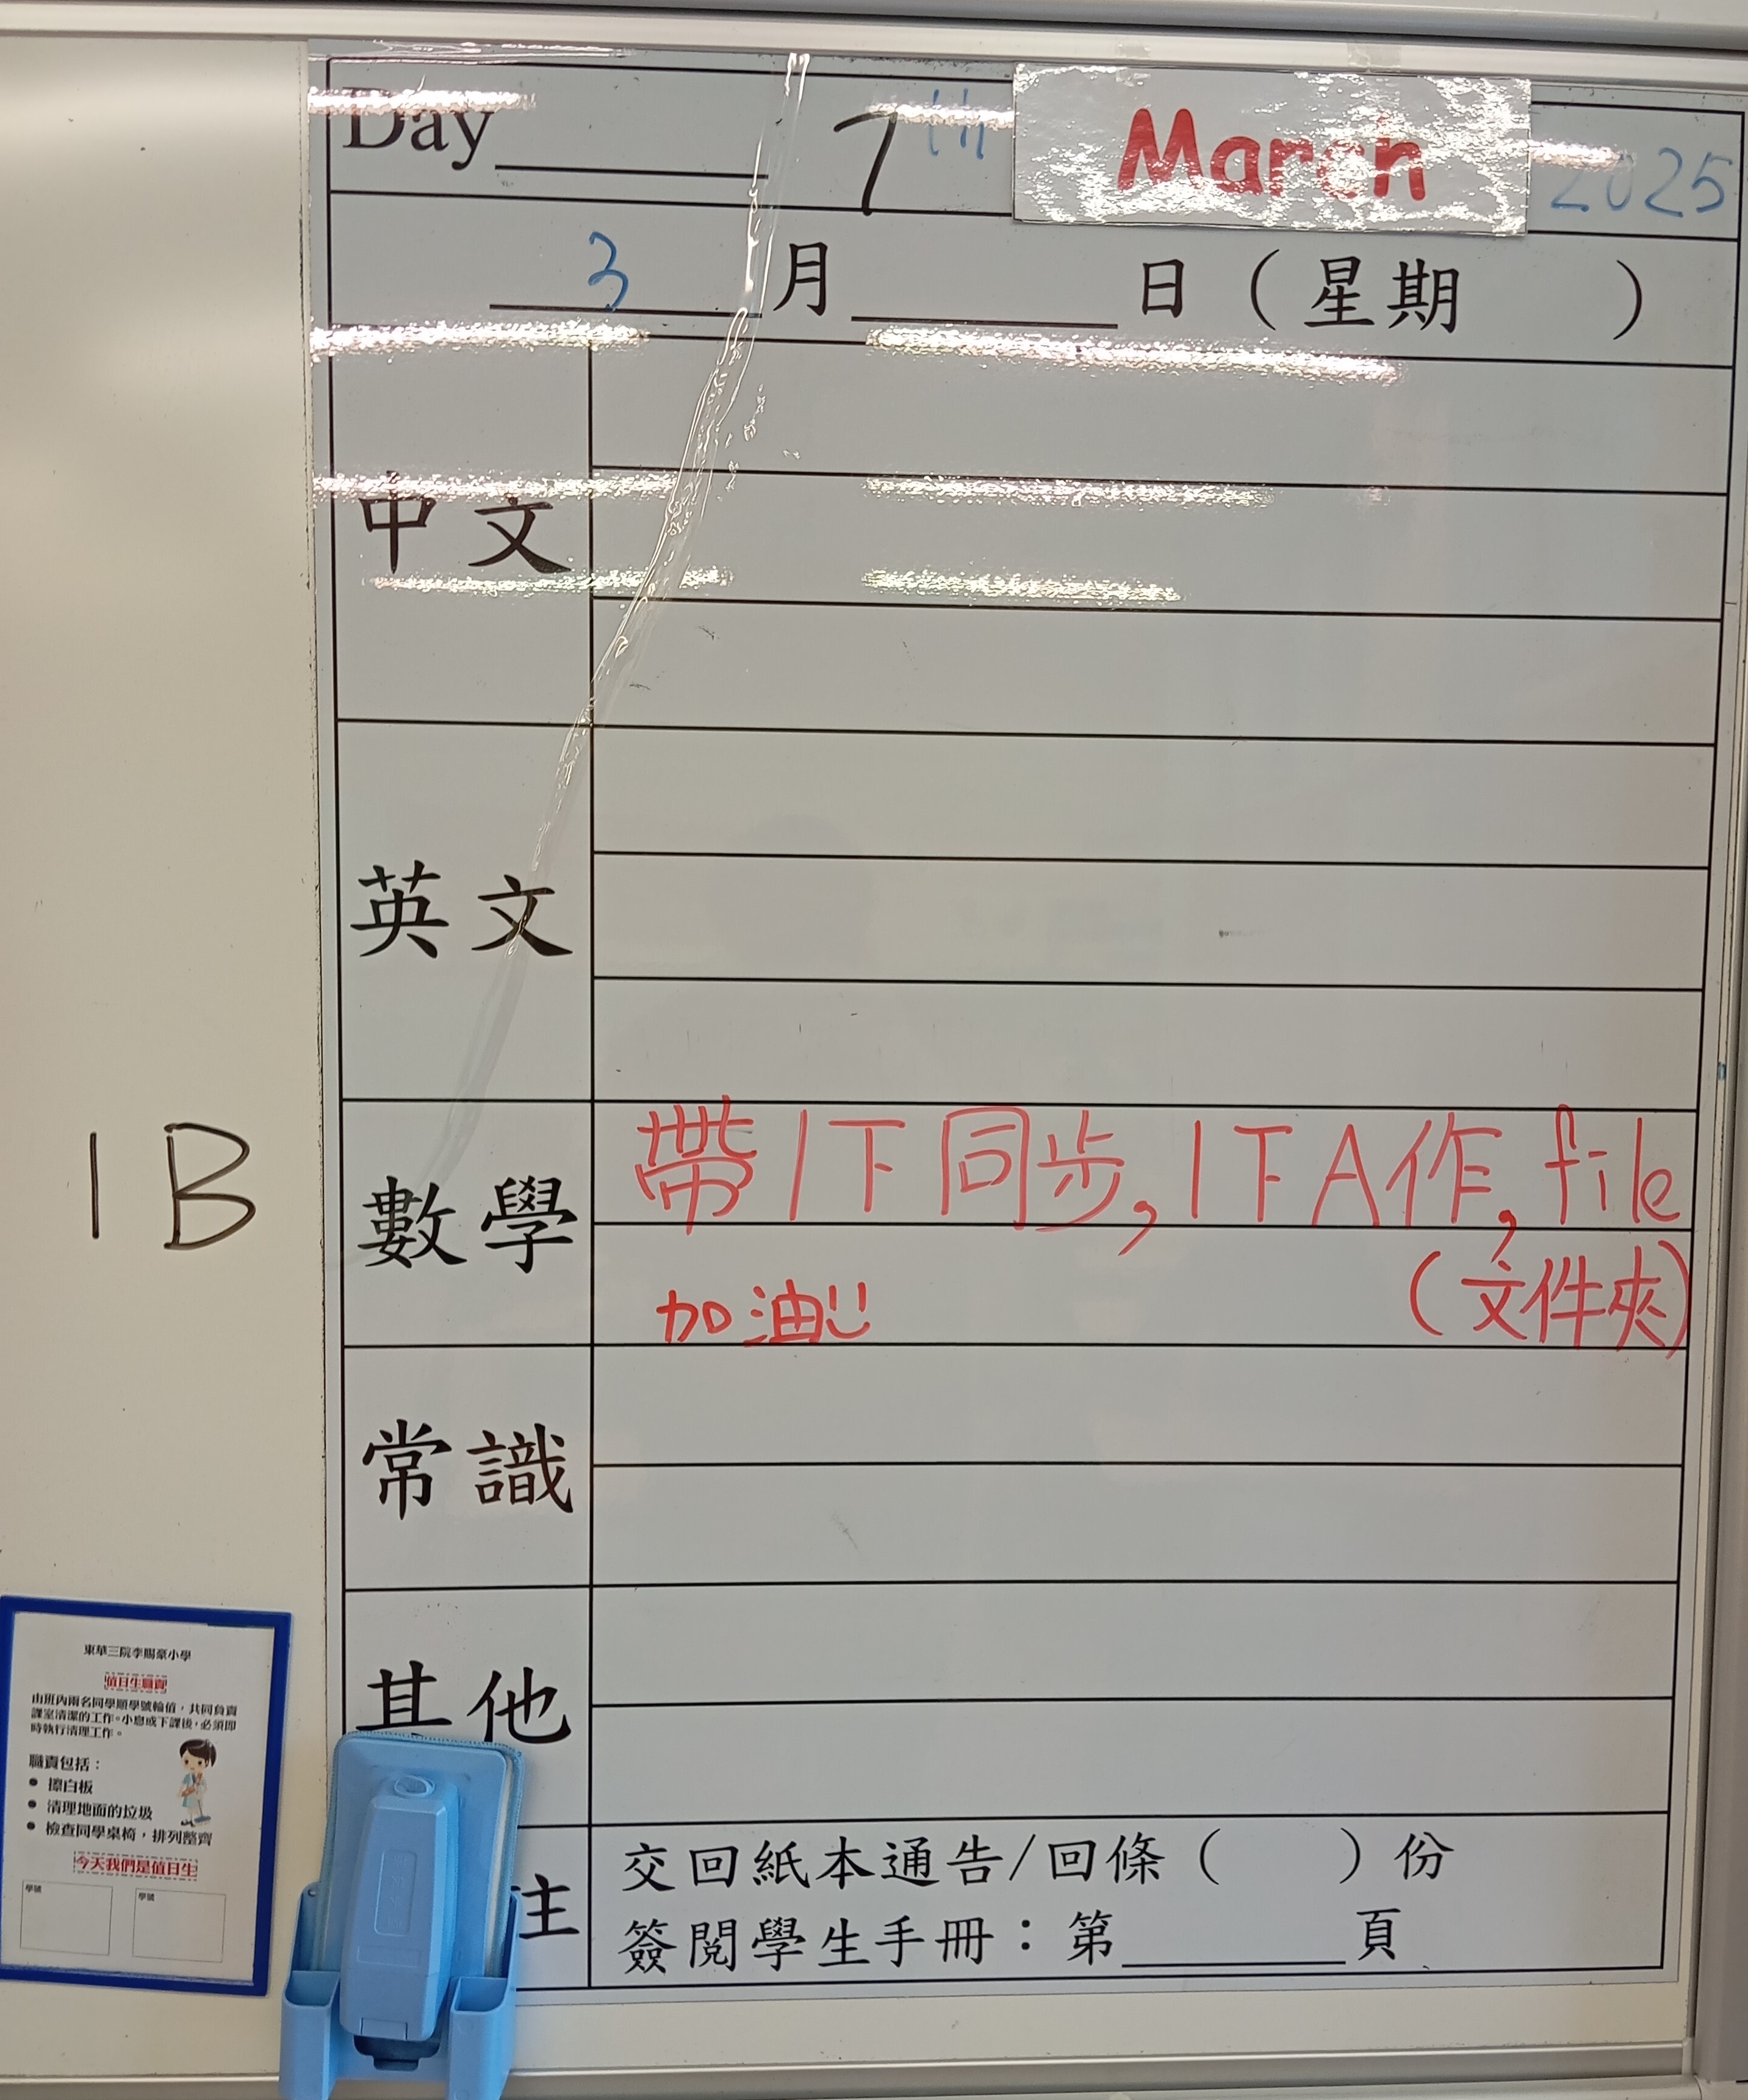 Day 7th March 2025
3月 日(星期 )
中文
英文
1B
數學
帶1下同步,1下A作,file
(文件夾)
加油!!
常識
其他
註
交回紙本通告/回條( )份
簽閱學生手冊:第 頁
東華三院李賜豪小學
值日生職責
由班內兩名同學順學號輪值,共同負責
課室清潔的工作。小息或下課後,必須即
時執行清理工作。
職責包括:
● 擦白板
● 清理地面的垃圾
● 檢查同學桌椅,排列整齊
今天我們是值日生
學號 學號